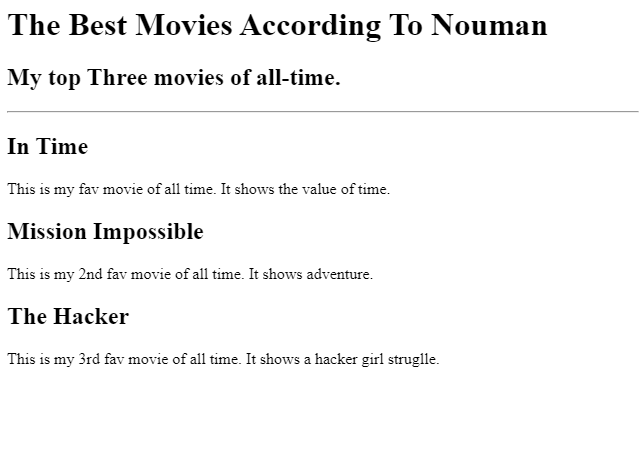 The Best Movies According To Nouman
My top Three movies of all-time.
In Time
This is my fav movie of all time. It shows the value of time.
Mission Impossible
This is my 2nd fav movie of all time. It shows adventure.
The Hacker
This is my 3rd fav movie of all time. It shows a hacker girl struglle.